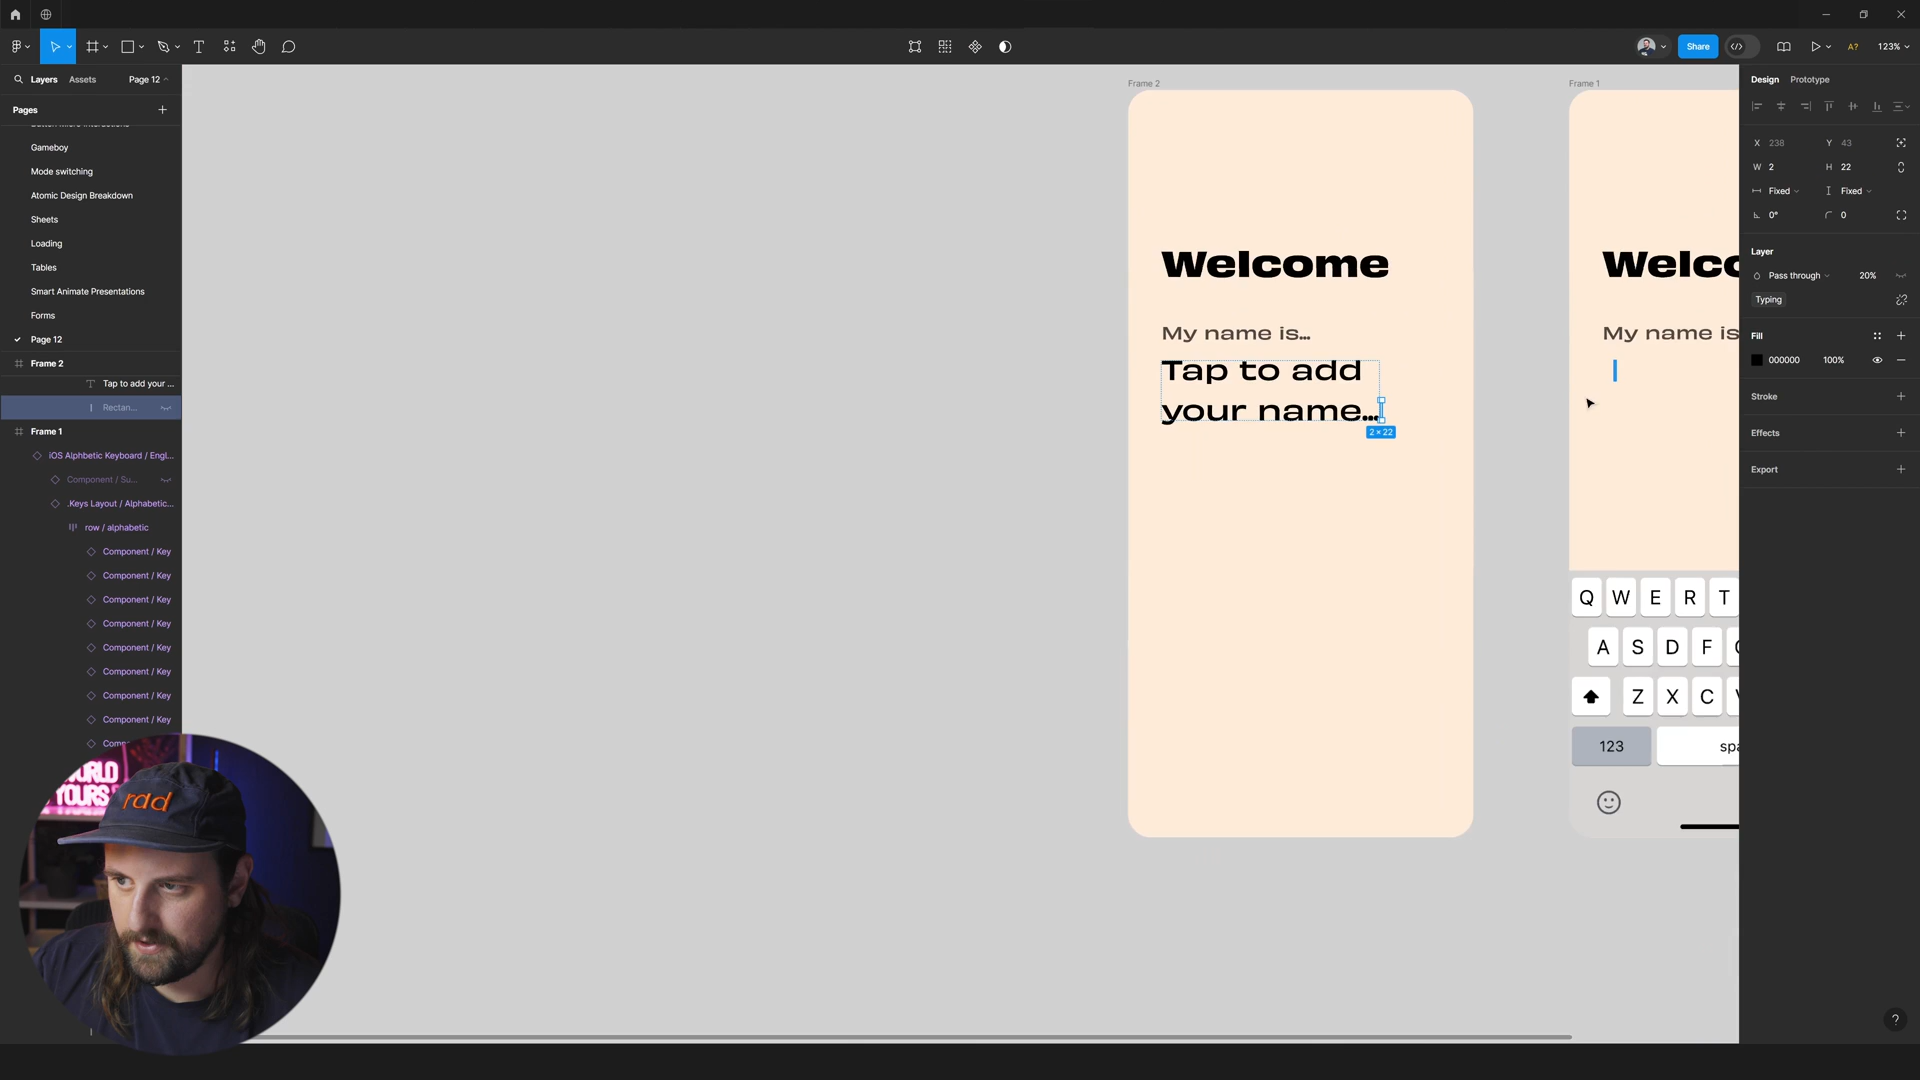 Share
A?
123%
Layers
Assets
Page 12
Pages
Gameboy
Mode switching
Atomic Design Breakdown
Sheets
Loading
Tables
Smart Animate Presentations
Forms
Page 12
Frame 2
Tap to add your ...
Rectan...
Frame 1
iOS Alphbetic Keyboard / Engl...
Component / Su...
.Keys Layout / Alphabetic...
row / alphabetic
Component / Key
Component / Key
Component / Key
Component / Key
Component / Key
Component / Key
Component / Key
Component / Key
WORLD
YOURS
rad
Frame 2
Welcome
My name is...
Tap to add
your name...
2 × 22
Frame 1
Welco
My name is
Q W E R T
A S D F
Z X C
123
spa
Design
Prototype
X 238
Y 43
W 2
H 22
Fixed
Fixed
0°
0
Layer
Pass through
20%
Typing
Fill
000000
100%
Stroke
Effects
Export
?